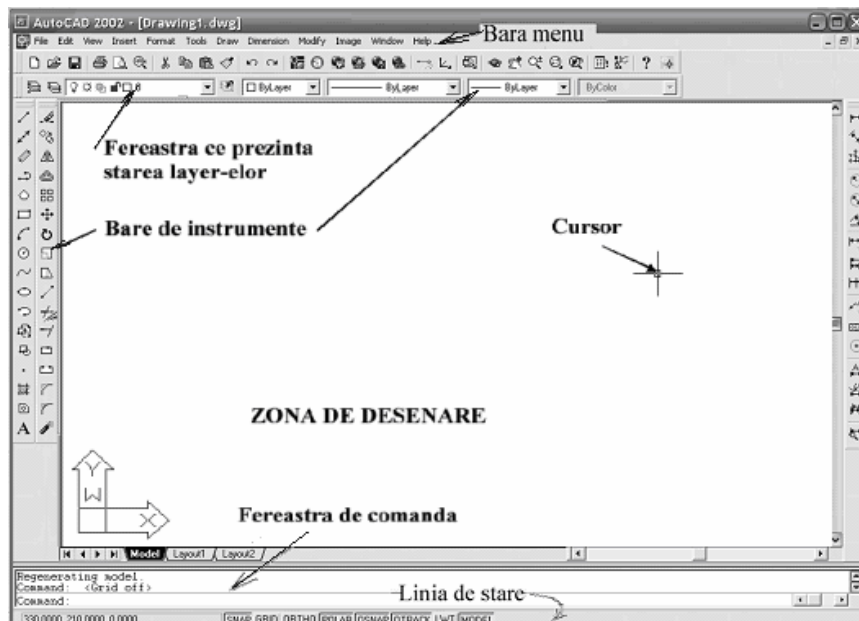 AutoCAD 2002 - [Drawing1.dwg]
File Edit View Insert Format Tools Draw Dimension Modify Image Window Help
Bara menu
0 ByLayer ByLayer ByLayer ByColor
Fereastra ce prezinta
starea layer-elor
Bare de instrumente
Cursor
ZONA DE DESENARE
Y
W
X
A
Fereastra de comanda
Model Layout1 Layout2
Regenerating model.
Command: <Grid off>
Command:
Linia de stare
330.0000, 210.0000, 0.0000 SNAP GRID ORTHO POLAR OSNAP OTRACK LWT MODEL